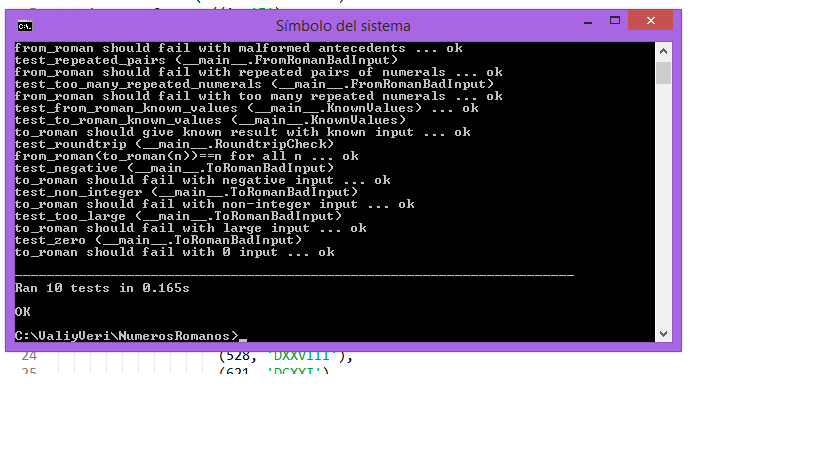 Símbolo del sistema
from_roman should fail with malformed antecedents ... ok
test_repeated_pairs (__main__.FromRomanBadInput)
from_roman should fail with repeated pairs of numerals ... ok
test_too_many_repeated_numerals (__main__.FromRomanBadInput)
from_roman should fail with too many repeated numerals ... ok
test_from_roman_known_values (__main__.KnownValues) ... ok
test_to_roman_known_values (__main__.KnownValues)
to_roman should give known result with known input ... ok
test_roundtrip (__main__.RoundtripCheck)
from_roman(to_roman(n))==n for all n ... ok
test_negative (__main__.ToRomanBadInput)
to_roman should fail with negative input ... ok
test_non_integer (__main__.ToRomanBadInput)
to_roman should fail with non-integer input ... ok
test_too_large (__main__.ToRomanBadInput)
to_roman should fail with large input ... ok
test_zero (__main__.ToRomanBadInput)
to_roman should fail with 0 input ... ok
----------------------------------------------------------------------
Ran 10 tests in 0.165s
OK
C:\ValiyVeri\NumerosRomanos>_
24 (528, 'DXXVIII'),
25 (621, 'DCXXI')